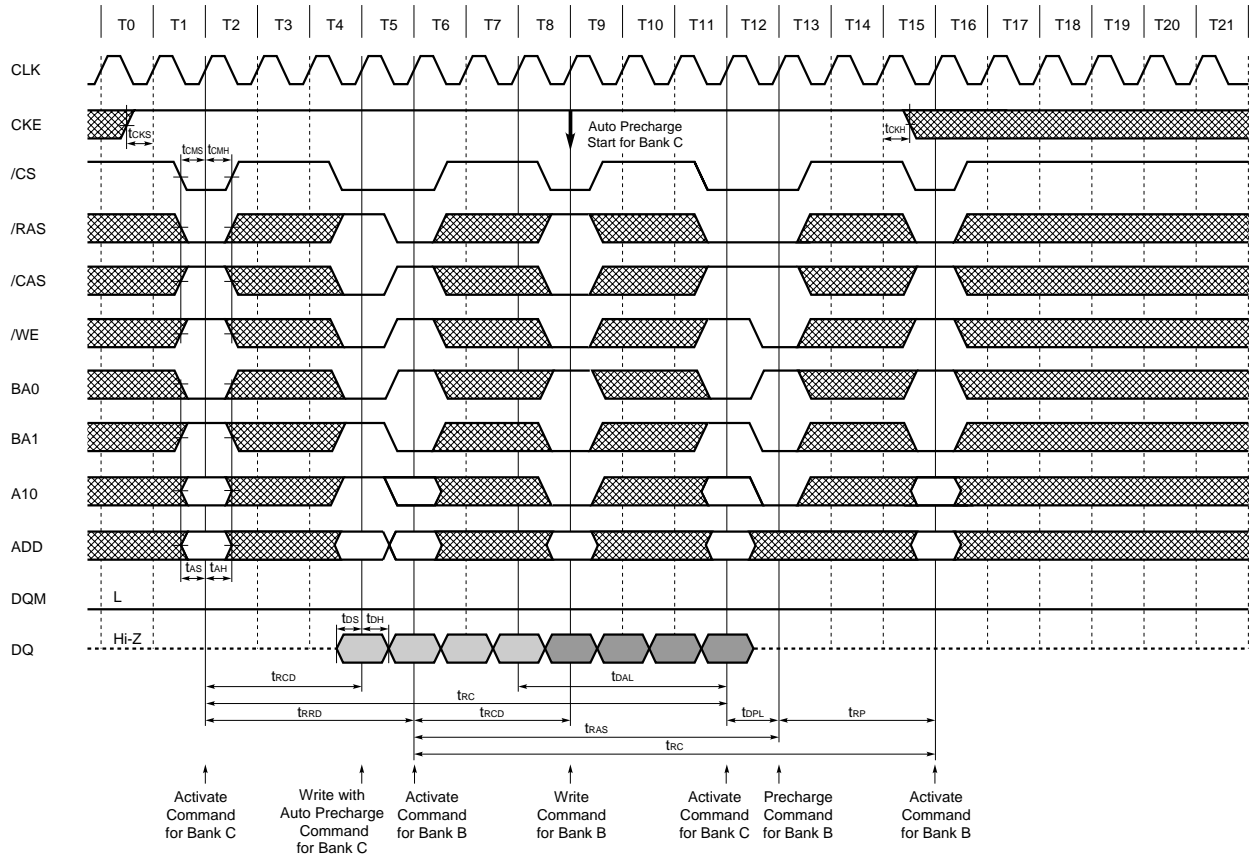 T0 T1 T2 T3 T4 T5 T6 T7 T8 T9 T10 T11 T12 T13 T14 T15 T16 T17 T18 T19 T20 T21
CLK
CKE
tCKS
Auto Precharge
Start for Bank C
tCKH
tCMS tCMH
/CS
/RAS
/CAS
/WE
BA0
BA1
A10
ADD
tAS tAH
DQM L
tDS tDH
Hi-Z
DQ
tRCD tDAL
tRC
tRRD tRCD tDPL tRP
tRAS
tRC
Activate
Command
for Bank C
Write with
Auto Precharge
Command
for Bank C
Activate
Command
for Bank B
Write
Command
for Bank B
Activate
Command
for Bank C
Precharge
Command
for Bank B
Activate
Command
for Bank B